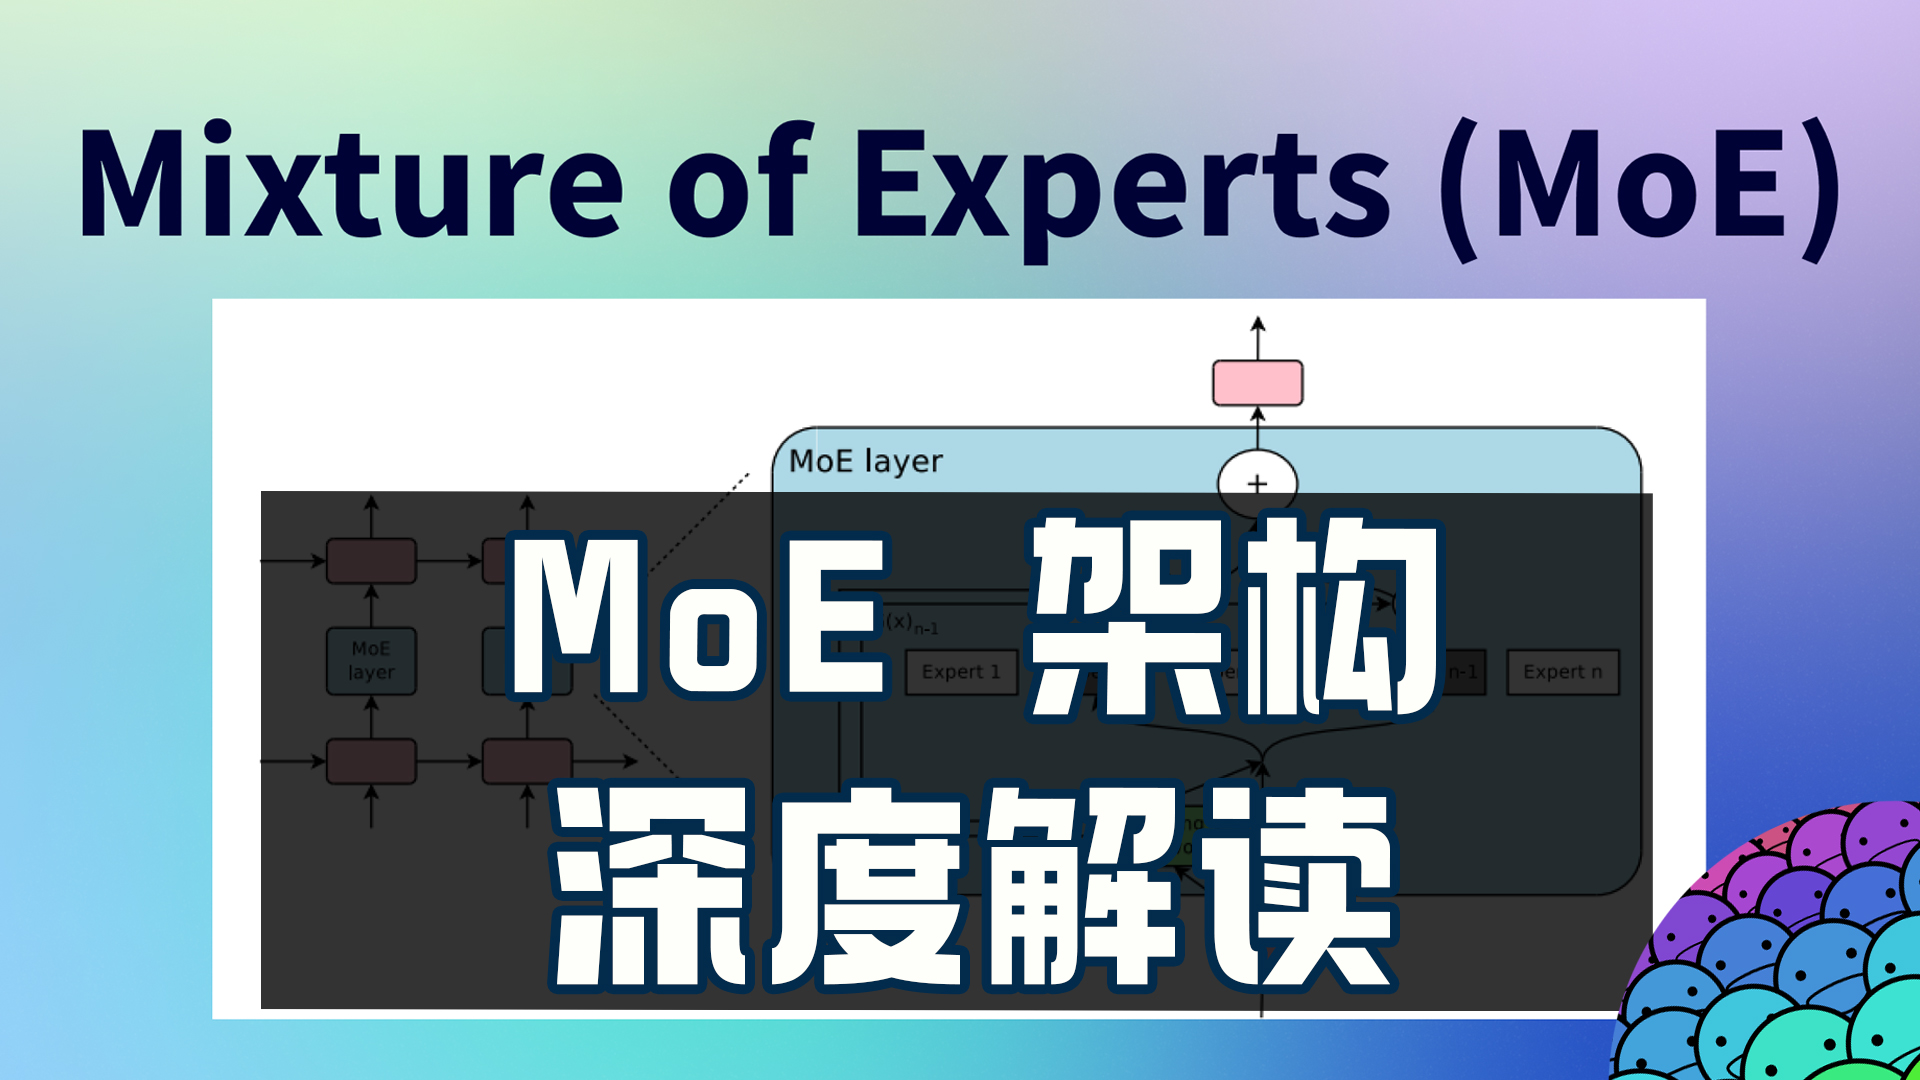 Mixture of Experts (MoE)
MoE layer
+
MoE 架构
(x)n-1
MoE
layer
Expert 1
n-1
Expert n
深度解读